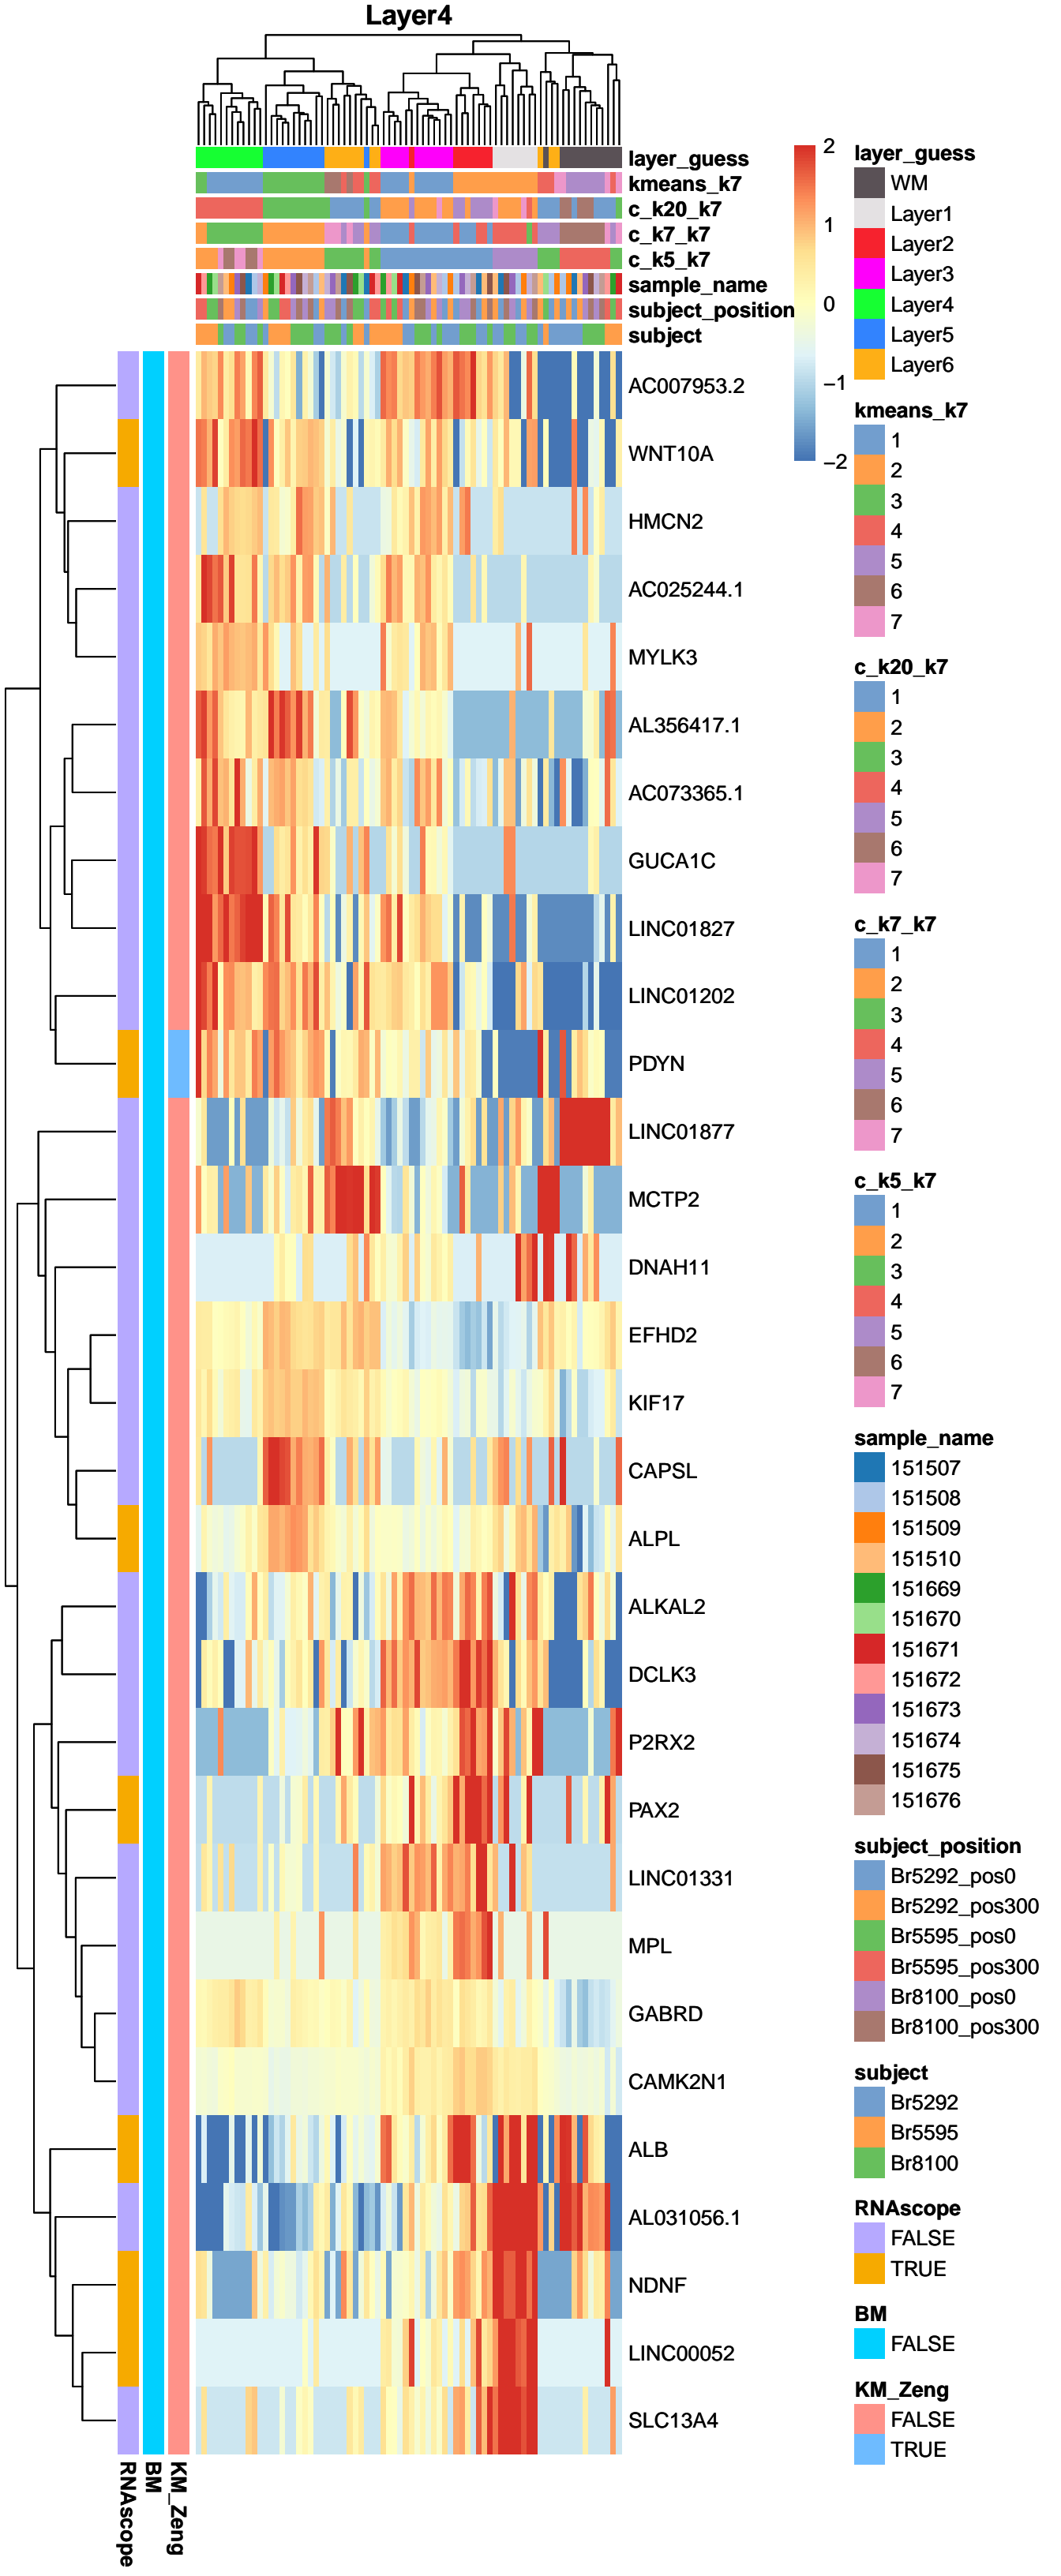 Layer4
layer_guess
kmeans_k7
c_k20_k7
c_k7_k7
c_k5_k7
sample_name
subject_position
subject
AC007953.2
WNT10A
HMCN2
AC025244.1
MYLK3
AL356417.1
AC073365.1
GUCA1C
LINC01827
LINC01202
PDYN
LINC01877
MCTP2
DNAH11
EFHD2
KIF17
CAPSL
ALPL
ALKAL2
DCLK3
P2RX2
PAX2
LINC01331
MPL
GABRD
CAMK2N1
ALB
AL031056.1
NDNF
LINC00052
SLC13A4
RNAscope
BM
KM_Zeng
2
1
0
−1
−2
layer_guess
WM
Layer1
Layer2
Layer3
Layer4
Layer5
Layer6
kmeans_k7
1
2
3
4
5
6
7
c_k20_k7
1
2
3
4
5
6
7
c_k7_k7
1
2
3
4
5
6
7
c_k5_k7
1
2
3
4
5
6
7
sample_name
151507
151508
151509
151510
151669
151670
151671
151672
151673
151674
151675
151676
subject_position
Br5292_pos0
Br5292_pos300
Br5595_pos0
Br5595_pos300
Br8100_pos0
Br8100_pos300
subject
Br5292
Br5595
Br8100
RNAscope
FALSE
TRUE
BM
FALSE
KM_Zeng
FALSE
TRUE